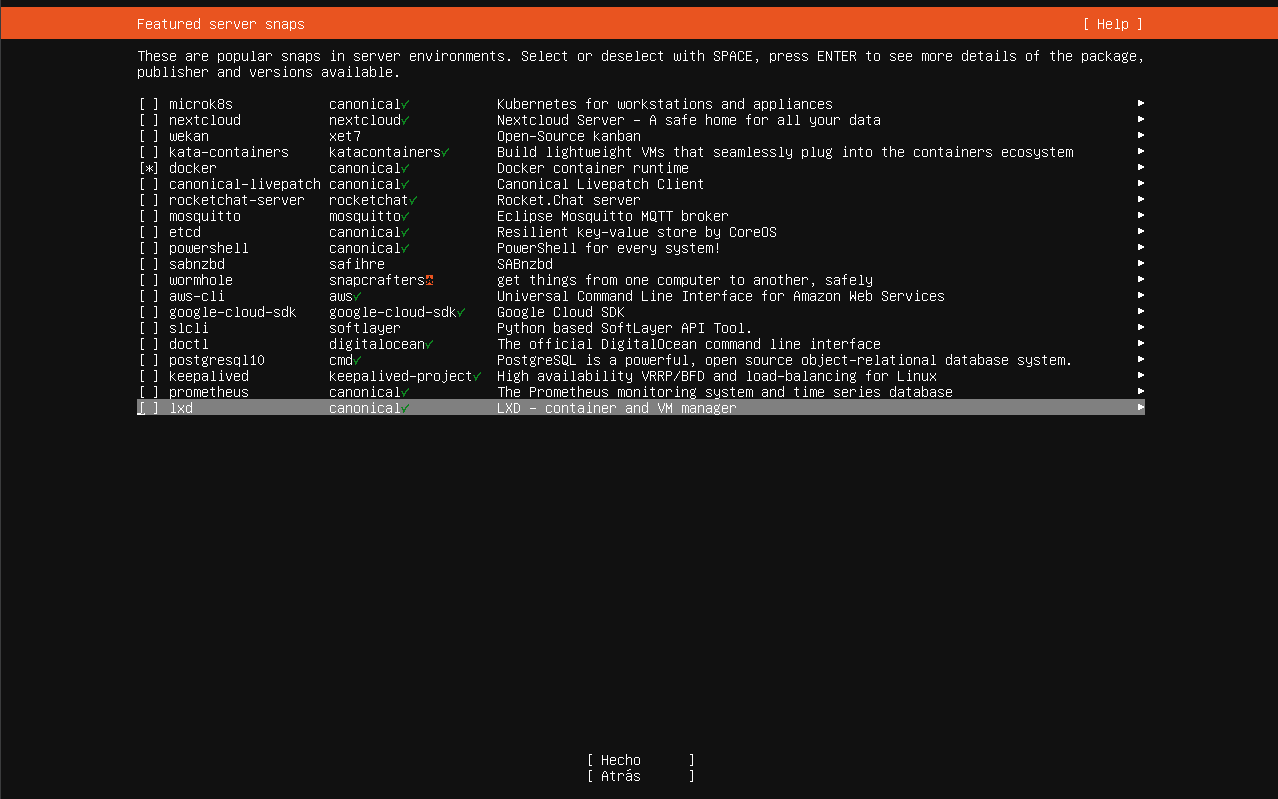 Featured server snaps [ Help ]
These are popular snaps in server environments. Select or deselect with SPACE, press ENTER to see more details of the package,
publisher and versions available.
[ ] microk8s canonical✓ Kubernetes for workstations and appliances ▸
[ ] nextcloud nextcloud✓ Nextcloud Server - A safe home for all your data ▸
[ ] wekan xet7 Open-Source kanban ▸
[ ] kata-containers katacontainers✓ Build lightweight VMs that seamlessly plug into the containers ecosystem ▸
[*] docker canonical✓ Docker container runtime ▸
[ ] canonical-livepatch canonical✓ Canonical Livepatch Client ▸
[ ] rocketchat-server rocketchat✓ Rocket.Chat server ▸
[ ] mosquitto mosquitto✓ Eclipse Mosquitto MQTT broker ▸
[ ] etcd canonical✓ Resilient key-value store by CoreOS ▸
[ ] powershell canonical✓ PowerShell for every system! ▸
[ ] sabnzbd safihre SABnzbd ▸
[ ] wormhole snapcrafters get things from one computer to another, safely ▸
[ ] aws-cli aws✓ Universal Command Line Interface for Amazon Web Services ▸
[ ] google-cloud-sdk google-cloud-sdk✓ Google Cloud SDK ▸
[ ] slcli softlayer Python based SoftLayer API Tool. ▸
[ ] doctl digitalocean✓ The official DigitalOcean command line interface ▸
[ ] postgresql10 cmd✓ PostgreSQL is a powerful, open source object-relational database system. ▸
[ ] keepalived keepalived-project✓ High availability VRRP/BFD and load-balancing for Linux ▸
[ ] prometheus canonical✓ The Prometheus monitoring system and time series database ▸
[ ] lxd canonical✓ LXD - container and VM manager ▸
[ Hecho ]
[ Atrás ]